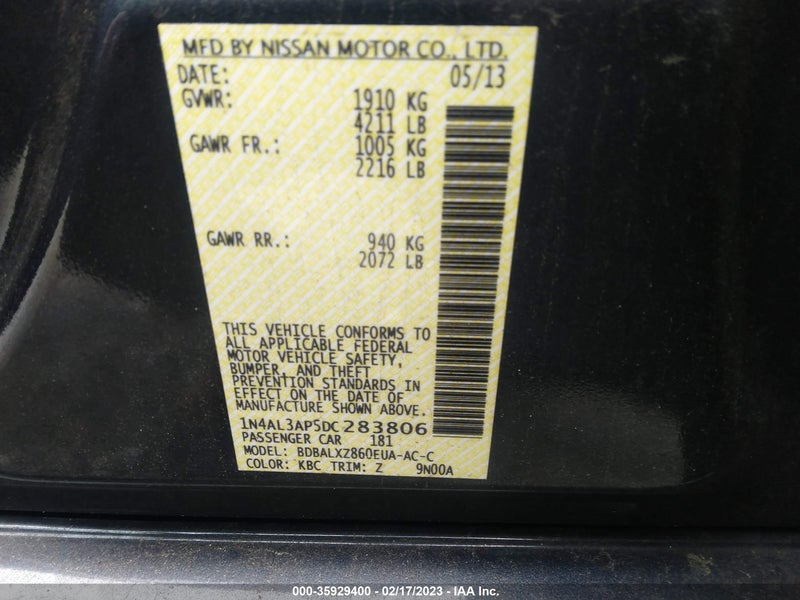 MFD BY NISSAN MOTOR CO., LTD.
DATE: 05/13
GVWR: 1910 KG
4211 LB
GAWR FR.: 1005 KG
2216 LB
GAWR RR.: 940 KG
2072 LB
THIS VEHICLE CONFORMS TO
ALL APPLICABLE FEDERAL
MOTOR VEHICLE SAFETY,
BUMPER, AND THEFT
PREVENTION STANDARDS IN
EFFECT ON THE DATE OF
MANUFACTURE SHOWN ABOVE.
1N4AL3AP5DC283806
PASSENGER CAR 181
MODEL: BDBALXZ860EUA-AC-C
COLOR: KBC TRIM: Z 9N00A
000-35929400 - 02/17/2023 - IAA Inc.